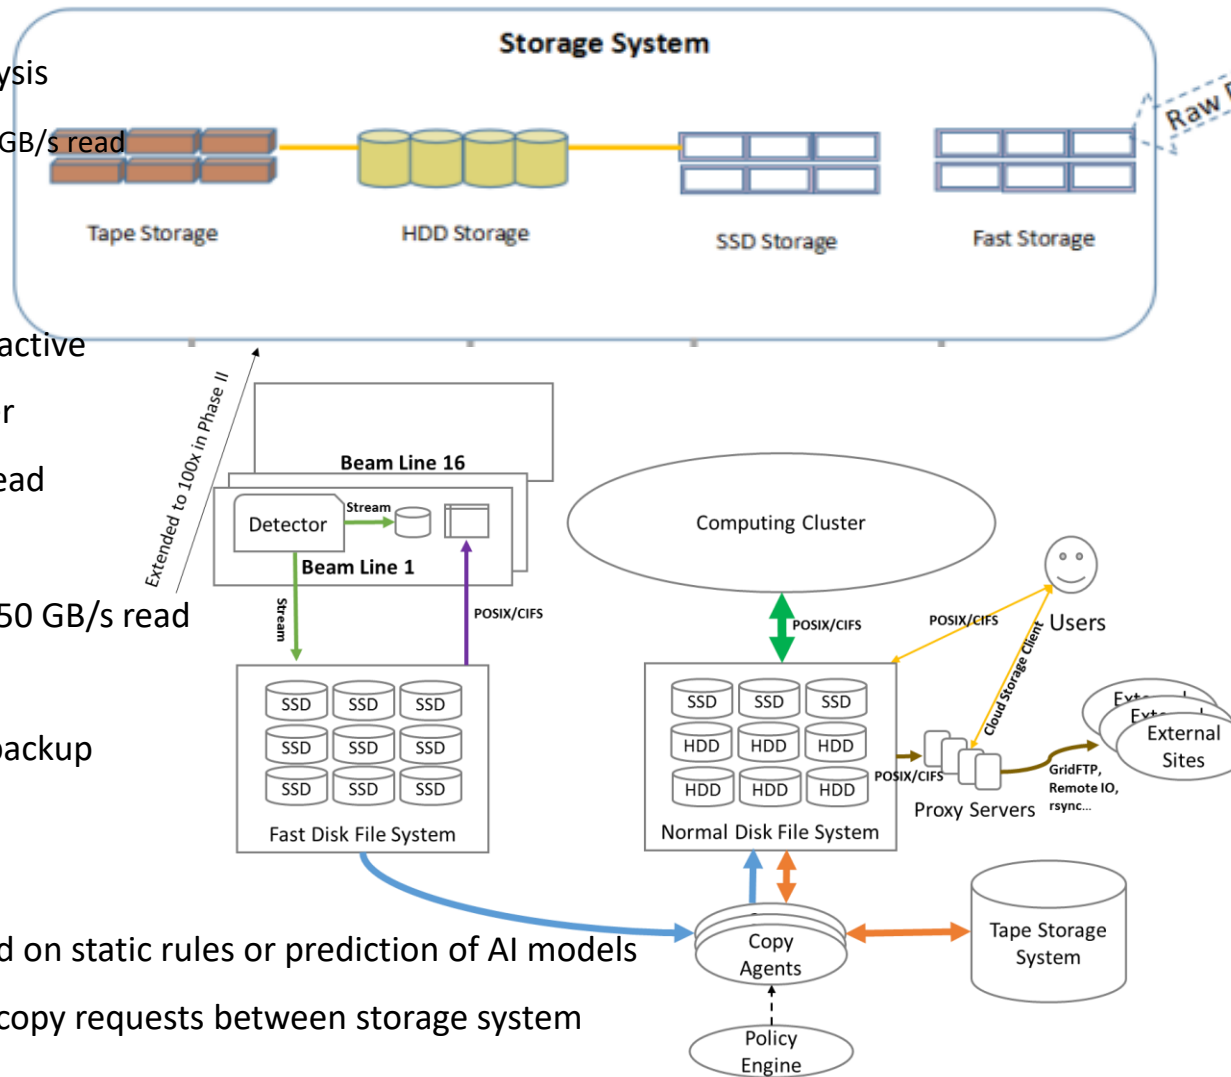 Storage System
ysis
GB/s read
Raw
Tape Storage
HDD Storage
SSD Storage
Fast Storage
active
er
ead
50 GB/s read
backup
Extended to 100x in Phase II
Beam Line 16
Detector
Stream
Beam Line 1
Stream
POSIX/CIFS
SSD SSD SSD
SSD SSD SSD
SSD SSD SSD
Fast Disk File System
Computing Cluster
POSIX/CIFS
POSIX/CIFS
Users
Cloud Storage Client
SSD SSD SSD
HDD HDD HDD
HDD HDD HDD
Normal Disk File System
POSIX/CIFS
Proxy Servers
GridFTP,
Remote IO,
rsync...
External
Sites
Copy
Agents
Tape Storage
System
Policy
Engine
d on static rules or prediction of AI models
copy requests between storage system